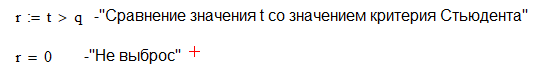 r := t > q -"Сравнение значения t со значением критерия Стьюдента"
r = 0 -"Не выброс"